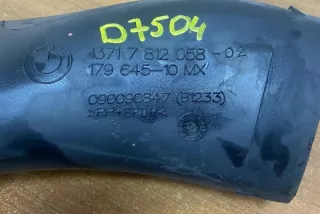 D7504
1371 7 812 058-02
179 645-10 MX
090090847 (B1233)